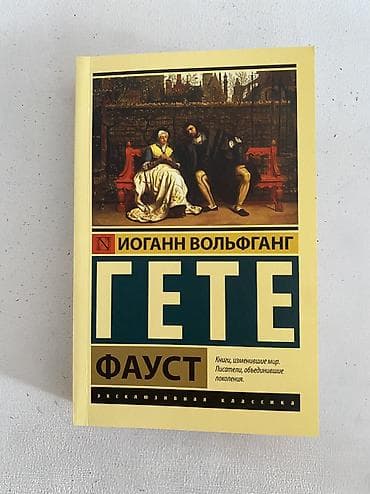 ИОГАНН ВОЛЬФГАНГ
ГЕТЕ
ФАУСТ
Книги, изменившие мир.
Писатели, объединившие
поколения.
ЭКСКЛЮЗИВНАЯ КЛАССИКА